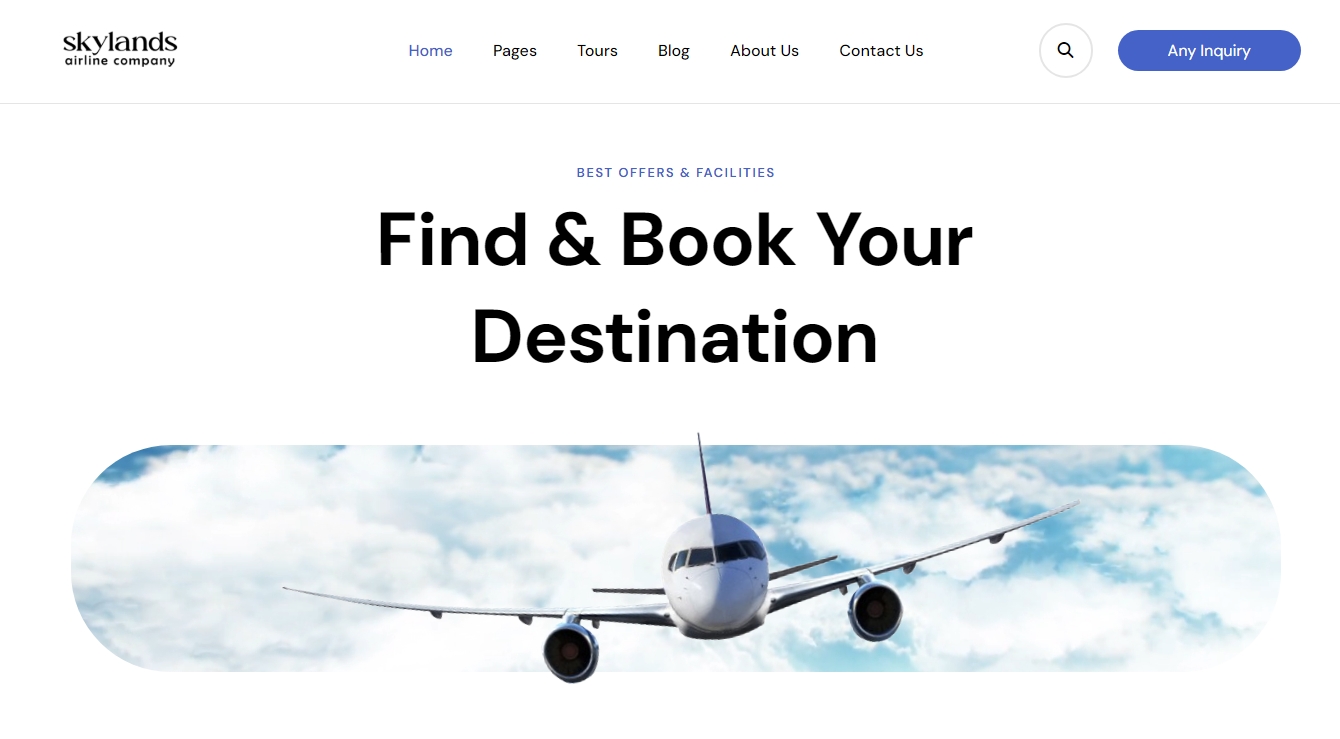 skylands
airline company
Home Pages Tours Blog About Us Contact Us
Any Inquiry
BEST OFFERS & FACILITIES
Find & Book Your
Destination